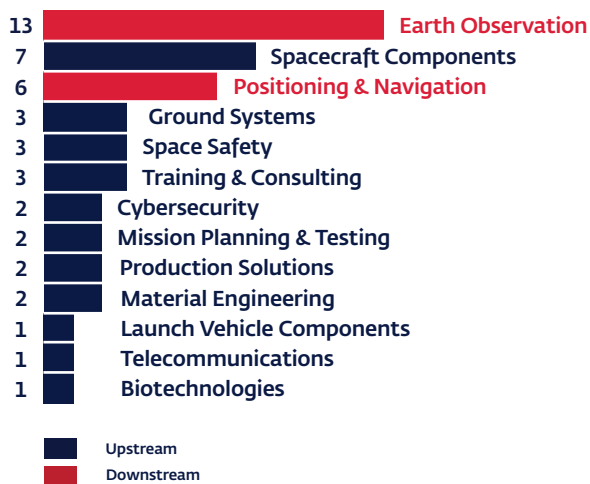 13 Earth Observation
7 Spacecraft Components
6 Positioning & Navigation
3 Ground Systems
3 Space Safety
3 Training & Consulting
2 Cybersecurity
2 Mission Planning & Testing
2 Production Solutions
2 Material Engineering
1 Launch Vehicle Components
1 Telecommunications
1 Biotechnologies
Upstream
Downstream